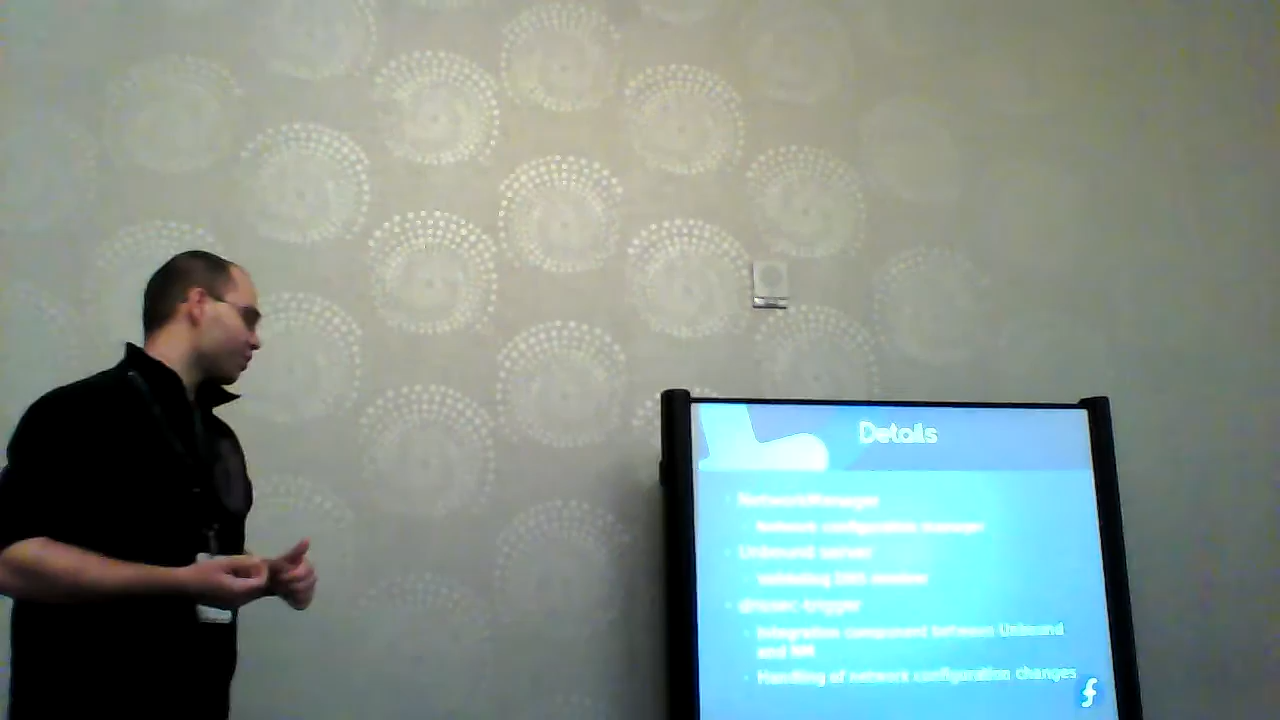 Details
NetworkManager
Network configuration manager
Unbound server
Validating DNS resolver
dnssec-trigger
Integration component between Unbound
and NM
Handling of network configuration changes
f